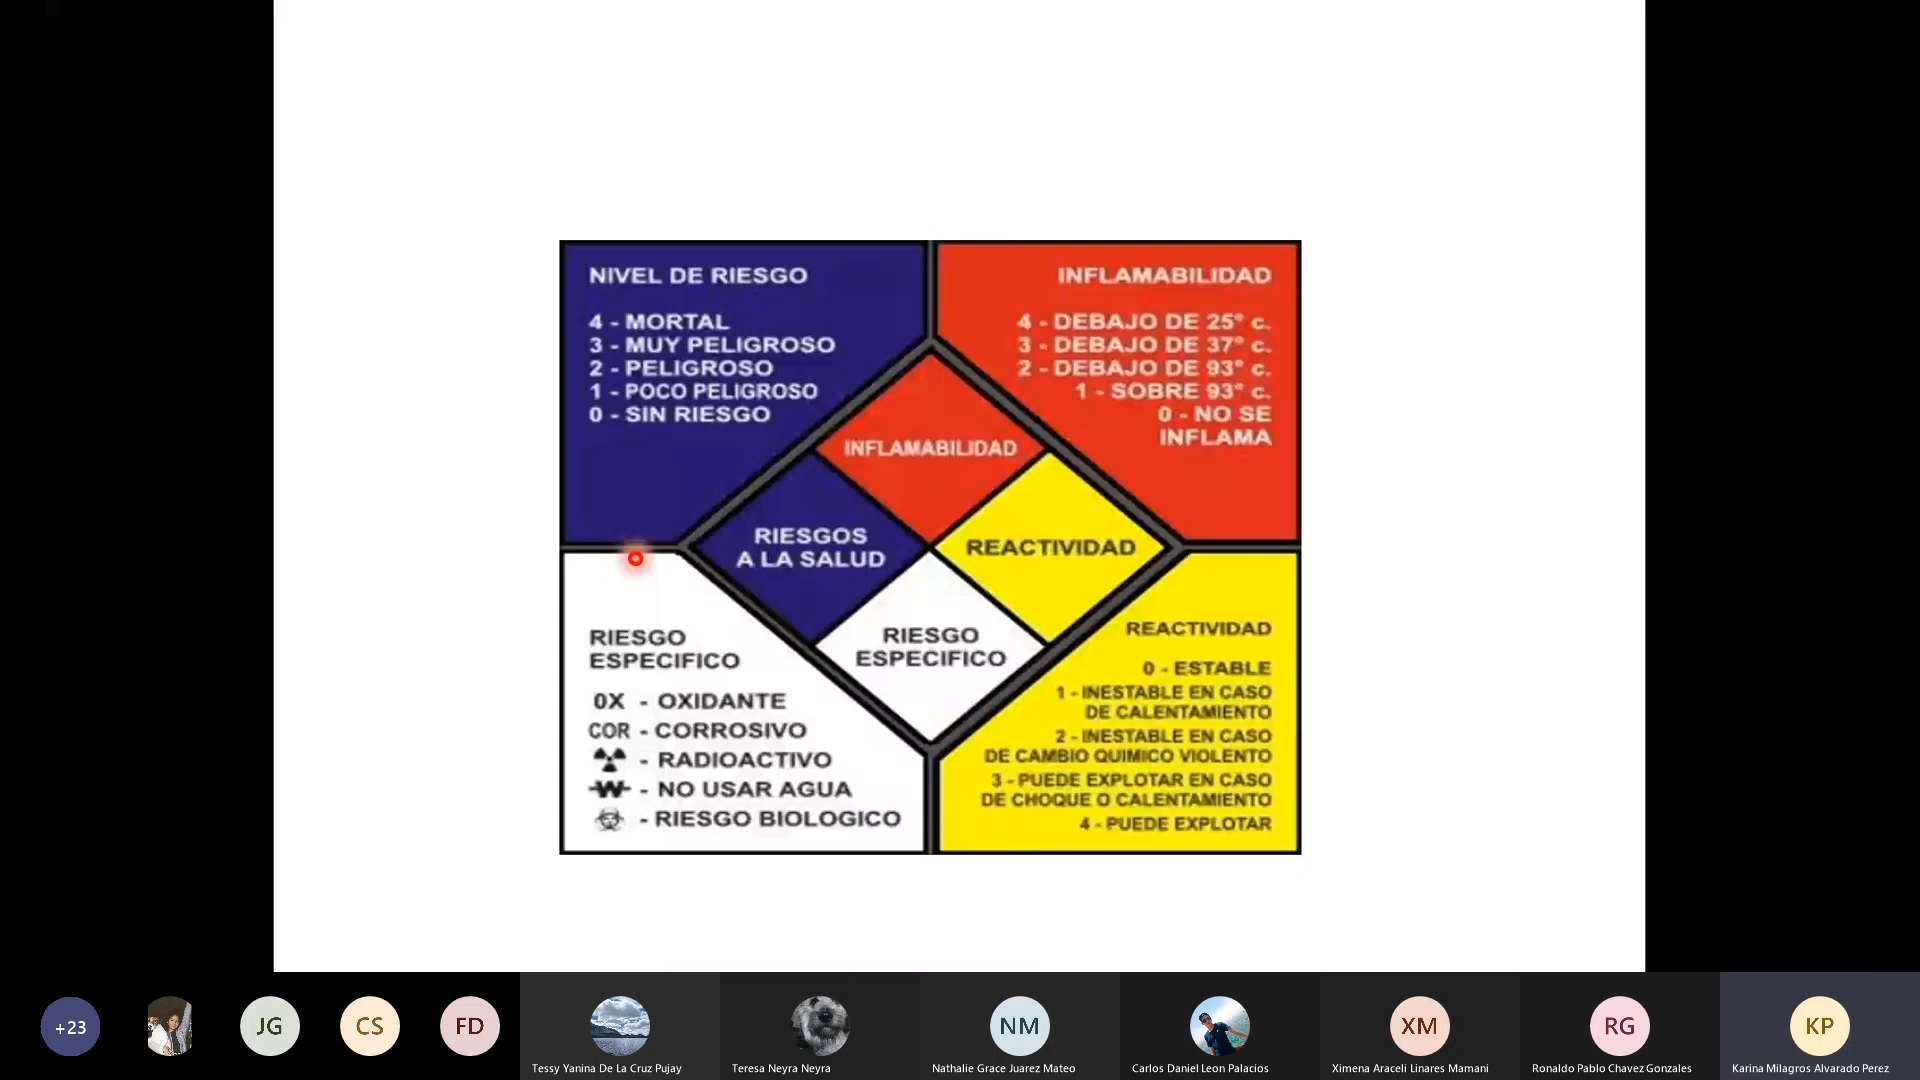 NIVEL DE RIESGO
4 - MORTAL
3 - MUY PELIGROSO
2 - PELIGROSO
1 - POCO PELIGROSO
0 - SIN RIESGO
INFLAMABILIDAD
4 - DEBAJO DE 25° c.
3 - DEBAJO DE 37° c.
2 - DEBAJO DE 93° c.
1 - SOBRE 93° c.
0 - NO SE
INFLAMA
INFLAMABILIDAD
RIESGOS
A LA SALUD
REACTIVIDAD
RIESGO
ESPECIFICO
RIESGO
ESPECIFICO
0X - OXIDANTE
COR - CORROSIVO
- RADIOACTIVO
W - NO USAR AGUA
- RIESGO BIOLOGICO
REACTIVIDAD
0 - ESTABLE
1 - INESTABLE EN CASO
DE CALENTAMIENTO
2 - INESTABLE EN CASO
DE CAMBIO QUIMICO VIOLENTO
3 - PUEDE EXPLOTAR EN CASO
DE CHOQUE O CALENTAMIENTO
4 - PUEDE EXPLOTAR
+23
JG
CS
FD
Tessy Yanina De La Cruz Pujay
Teresa Neyra Neyra
NM
Nathalie Grace Juarez Mateo
Carlos Daniel Leon Palacios
XM
Ximena Araceli Linares Mamani
RG
Ronaldo Pablo Chavez Gonzales
KP
Karina Milagros Alvarado Perez